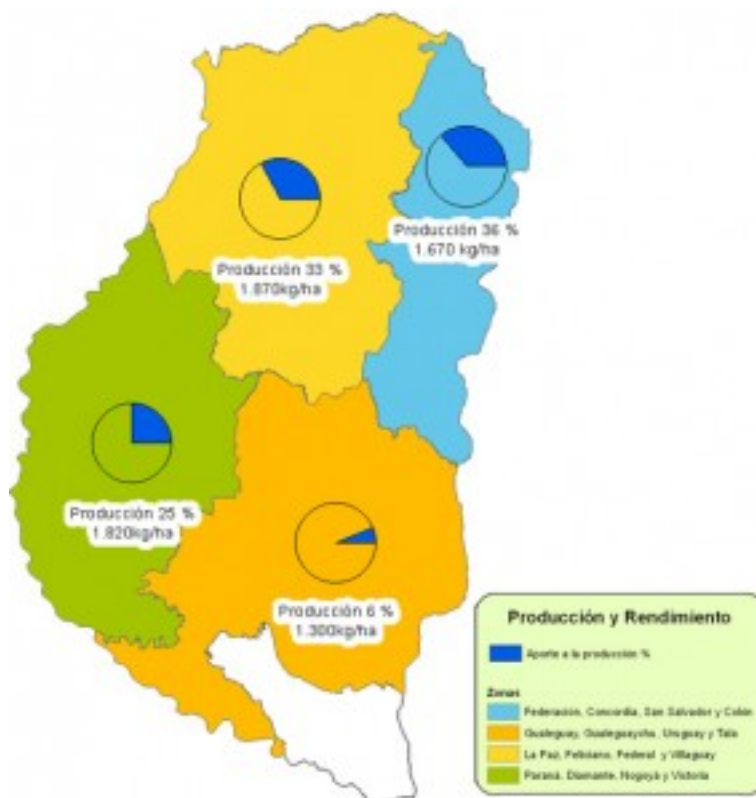 Producción 36 %
1.670 kg/ha
Producción 33 %
1.870kg/ha
Producción 25 %
1.820kg/ha
Producción 6 %
1.300kg/ha
Producción y Rendimiento
Aporte a la producción %
Zonas
Federación, Concordia, San Salvador y Colón
Gualeguay, Gualeguaychu, Uruguay y Tala
La Paz, Feliciano, Federal y Villaguay
Paraná, Diamante, Nogoyá y Victoria